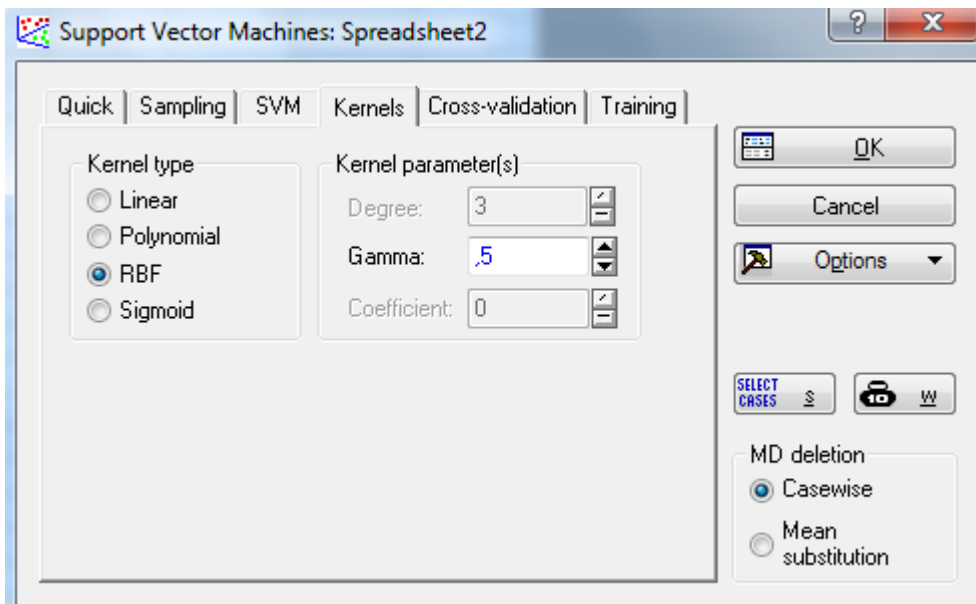 Support Vector Machines: Spreadsheet2
? X
Quick Sampling SVM Kernels Cross-validation Training
Kernel type
Linear
Polynomial
RBF
Sigmoid
Kernel parameter(s)
Degree: 3
Gamma: ,5
Coefficient: 0
OK
Cancel
Options
SELECT
CASES S
W
MD deletion
Casewise
Mean
substitution